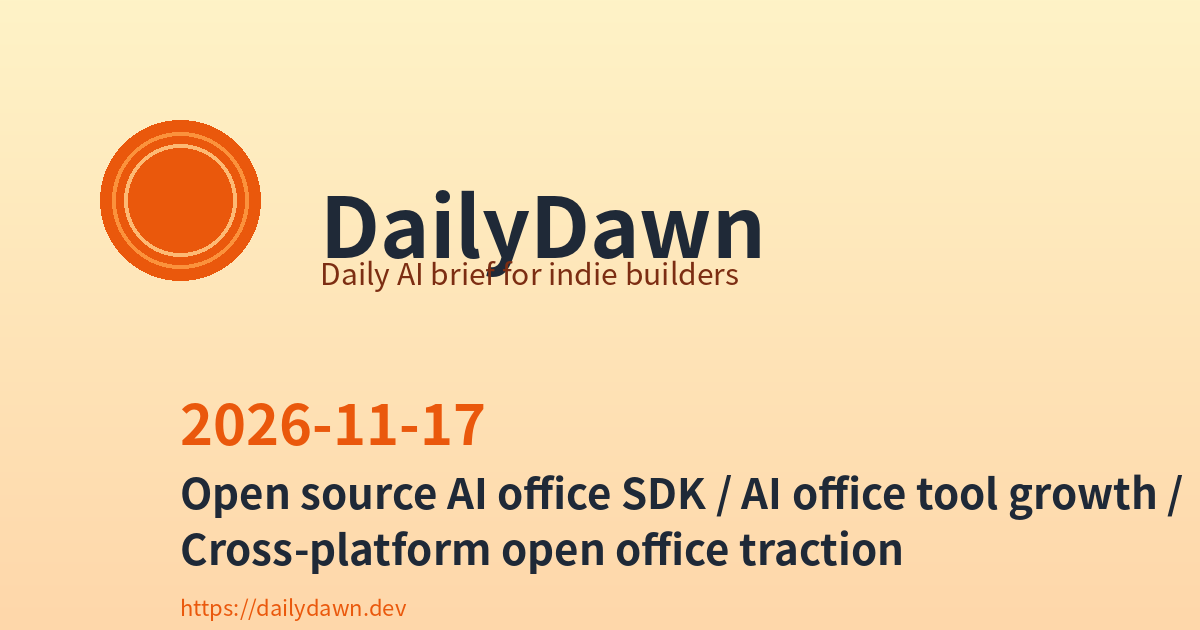 DailyDawn
Daily AI brief for indie builders
2026-11-17
Open source AI office SDK / AI office tool growth /
Cross-platform open office traction
https://dailydawn.dev